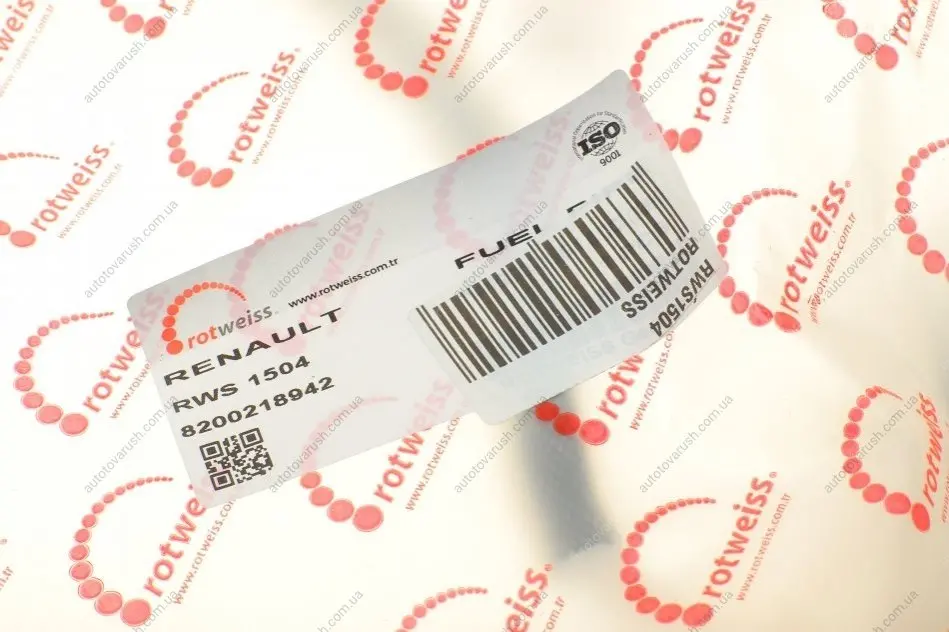 ISO
9001
FUEL
rotweiss
www.rotweiss.com.tr
RENAULT
RWS 1504
8200218942
ROTWEISS
RWS1504
rotweiss
www.rotweiss.com.tr
autotovarush.com.ua